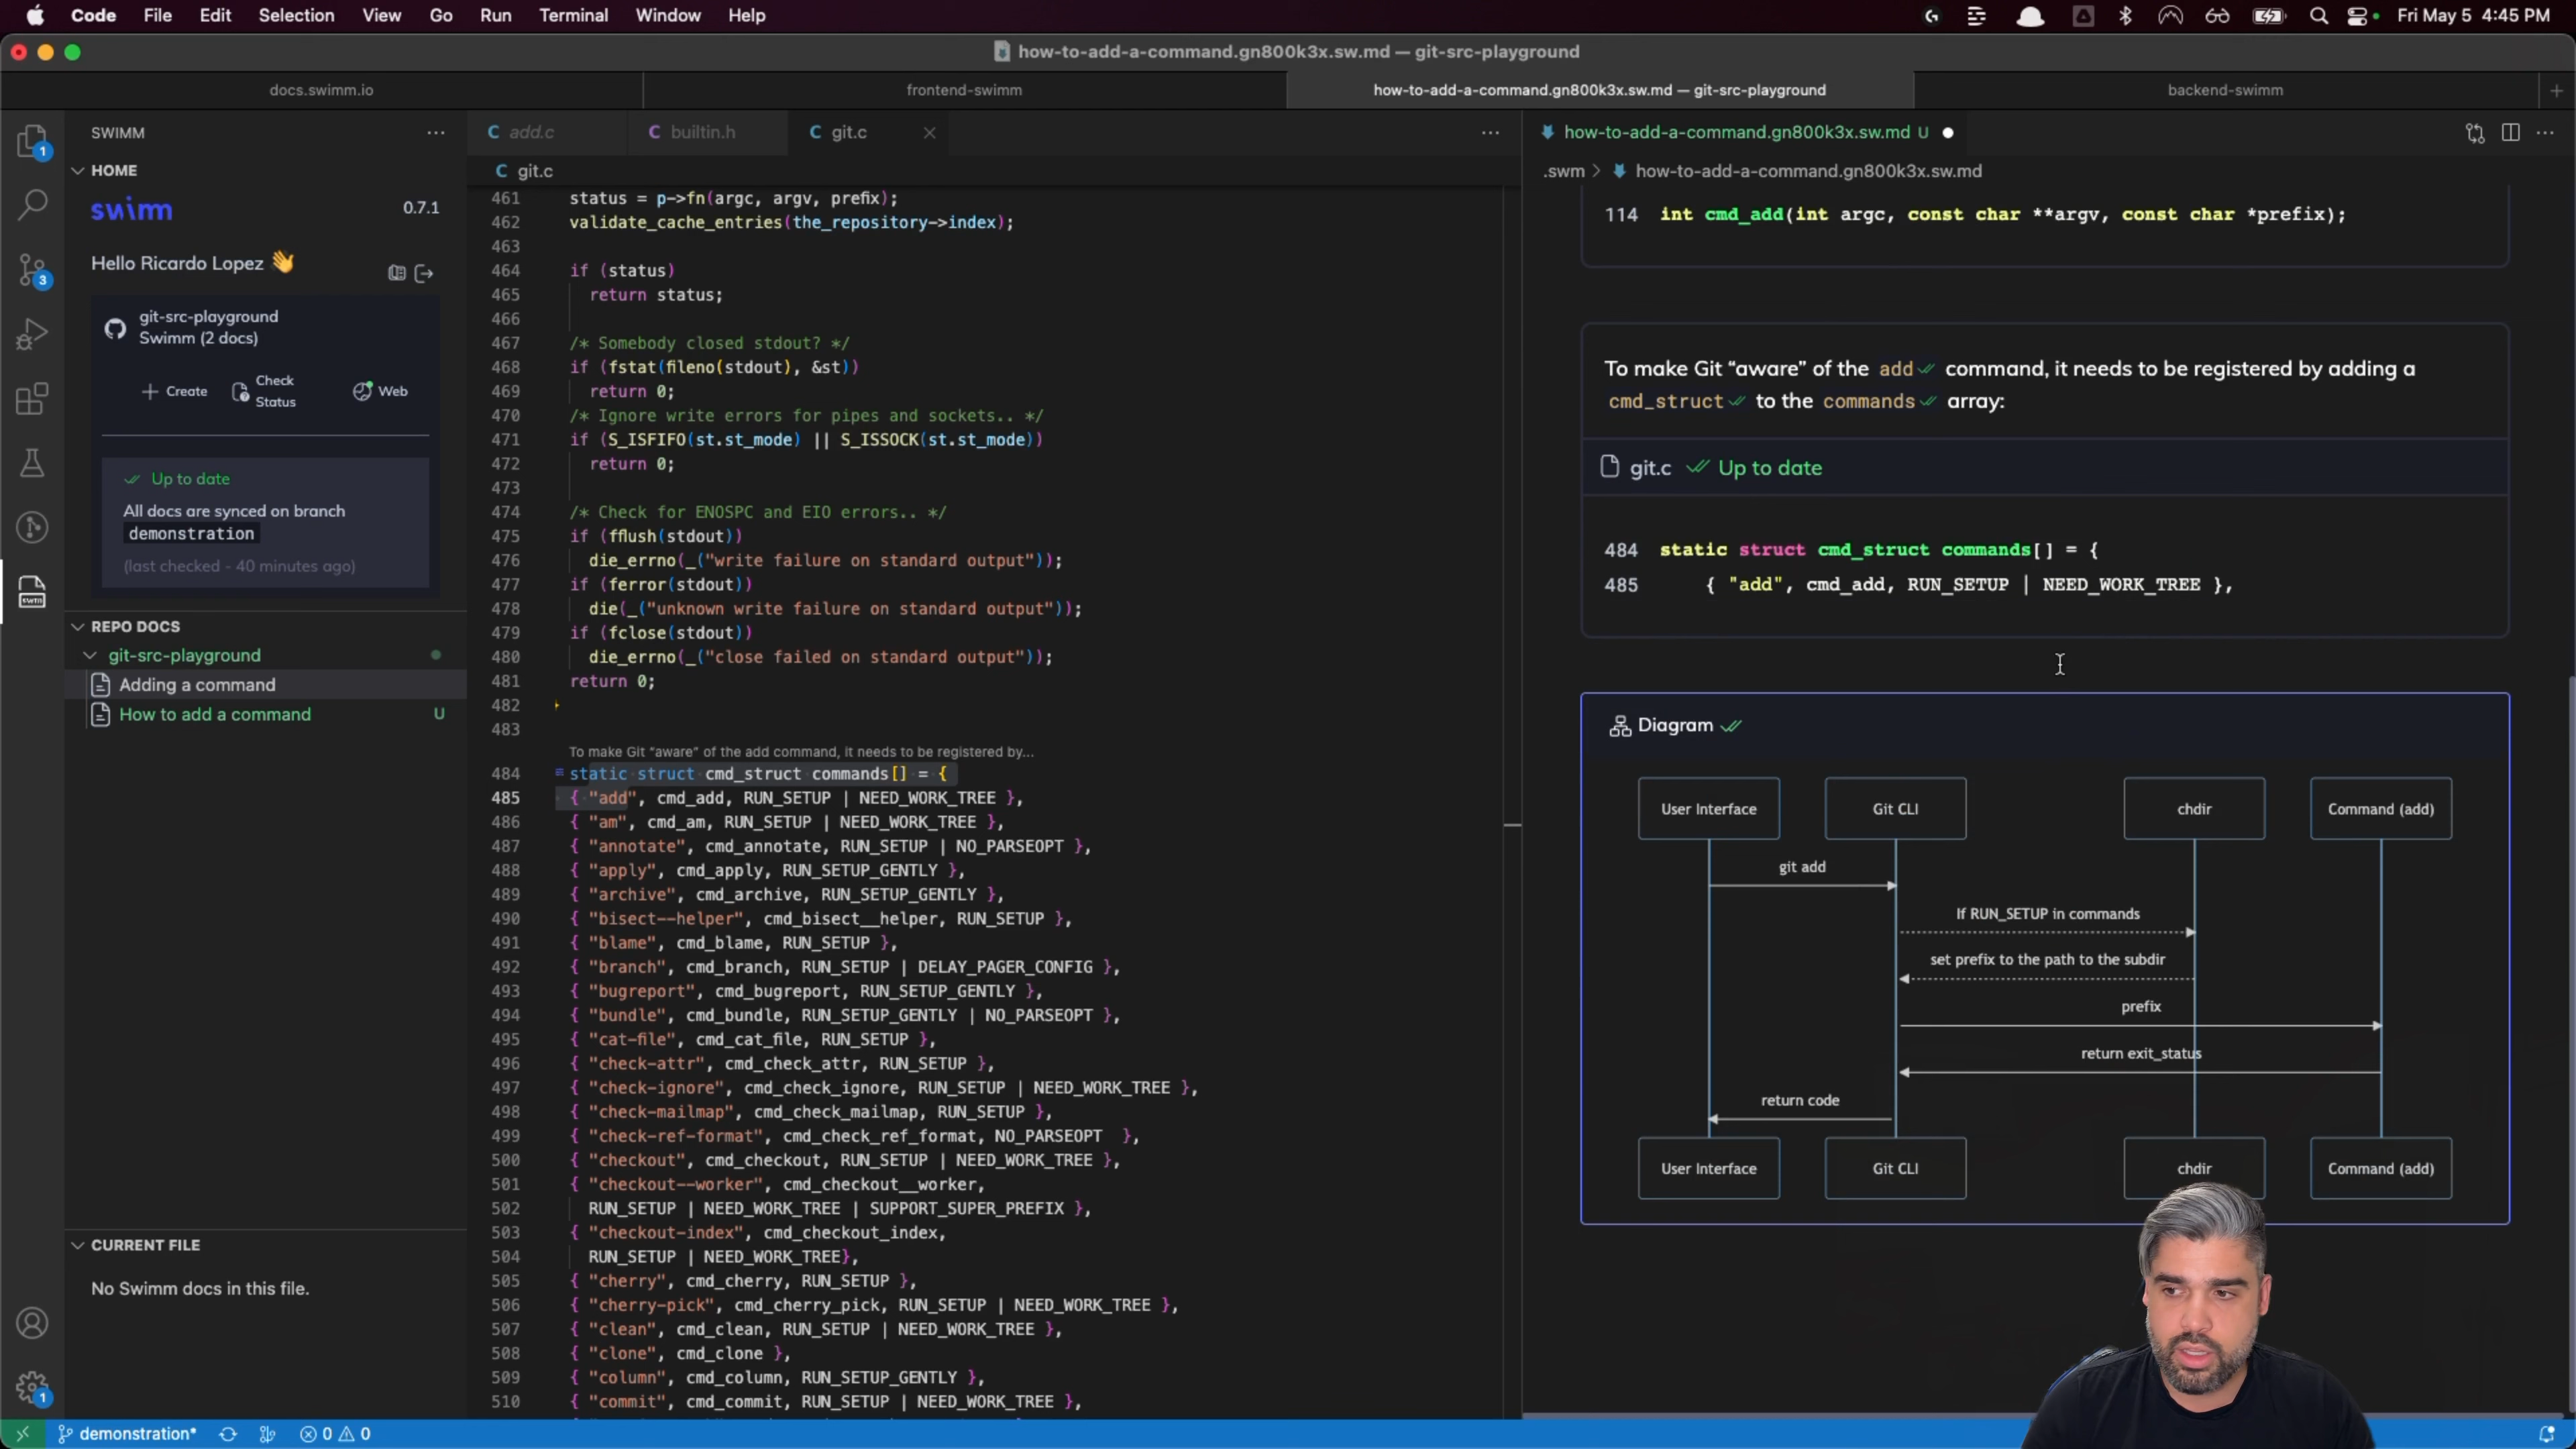 Code File Edit Selection View Go Run Terminal Window Help
Fri May 5 4:45 PM
how-to-add-a-command.gn800k3x.sw.md — git-src-playground
docs.swimm.io
frontend-swimm
how-to-add-a-command.gn800k3x.sw.md — git-src-playground
backend-swimm
SWIMM
HOME
swimm
0.7.1
Hello Ricardo Lopez 👋
git-src-playground
Swimm (2 docs)
Create
Check
Status
Web
Up to date
All docs are synced on branch
demonstration
(last checked - 40 minutes ago)
REPO DOCS
git-src-playground
Adding a command
How to add a command U
CURRENT FILE
No Swimm docs in this file.
1
3
swm
1
C add.c
C builtin.h
C git.c
C git.c
461 status = p->fn(argc, argv, prefix);
462 validate_cache_entries(the_repository->index);
463
464 if (status)
465 return status;
466
467 /* Somebody closed stdout? */
468 if (fstat(fileno(stdout), &st))
469 return 0;
470 /* Ignore write errors for pipes and sockets.. */
471 if (S_ISFIFO(st.st_mode) || S_ISSOCK(st.st_mode))
472 return 0;
473
474 /* Check for ENOSPC and EIO errors.. */
475 if (fflush(stdout))
476 die_errno(_("write failure on standard output"));
477 if (ferror(stdout))
478 die(_("unknown write failure on standard output"));
479 if (fclose(stdout))
480 die_errno(_("close failed on standard output"));
481 return 0;
482
483
To make Git “aware” of the add command, it needs to be registered by...
484 static struct cmd_struct commands[] = {
485 { "add", cmd_add, RUN_SETUP | NEED_WORK_TREE },
486 { "am", cmd_am, RUN_SETUP | NEED_WORK_TREE },
487 { "annotate", cmd_annotate, RUN_SETUP | NO_PARSEOPT },
488 { "apply", cmd_apply, RUN_SETUP_GENTLY },
489 { "archive", cmd_archive, RUN_SETUP_GENTLY },
490 { "bisect--helper", cmd_bisect__helper, RUN_SETUP },
491 { "blame", cmd_blame, RUN_SETUP },
492 { "branch", cmd_branch, RUN_SETUP | DELAY_PAGER_CONFIG },
493 { "bugreport", cmd_bugreport, RUN_SETUP_GENTLY },
494 { "bundle", cmd_bundle, RUN_SETUP_GENTLY | NO_PARSEOPT },
495 { "cat-file", cmd_cat_file, RUN_SETUP },
496 { "check-attr", cmd_check_attr, RUN_SETUP },
497 { "check-ignore", cmd_check_ignore, RUN_SETUP | NEED_WORK_TREE },
498 { "check-mailmap", cmd_check_mailmap, RUN_SETUP },
499 { "check-ref-format", cmd_check_ref_format, NO_PARSEOPT },
500 { "checkout", cmd_checkout, RUN_SETUP | NEED_WORK_TREE },
501 { "checkout--worker", cmd_checkout__worker,
502 RUN_SETUP | NEED_WORK_TREE | SUPPORT_SUPER_PREFIX },
503 { "checkout-index", cmd_checkout_index,
504 RUN_SETUP | NEED_WORK_TREE},
505 { "cherry", cmd_cherry, RUN_SETUP },
506 { "cherry-pick", cmd_cherry_pick, RUN_SETUP | NEED_WORK_TREE },
507 { "clean", cmd_clean, RUN_SETUP | NEED_WORK_TREE },
508 { "clone", cmd_clone },
509 { "column", cmd_column, RUN_SETUP_GENTLY },
510 { "commit", cmd_commit, RUN_SETUP | NEED_WORK_TREE },
how-to-add-a-command.gn800k3x.sw.md U
.swm > how-to-add-a-command.gn800k3x.sw.md
114 int cmd_add(int argc, const char **argv, const char *prefix);
To make Git “aware” of the add command, it needs to be registered by adding a
cmd_struct to the commands array:
git.c Up to date
484 static struct cmd_struct commands[] = {
485 { "add", cmd_add, RUN_SETUP | NEED_WORK_TREE },
Diagram
User Interface Git CLI chdir Command (add)
git add
If RUN_SETUP in commands
set prefix to the path to the subdir
prefix
return exit_status
return code
User Interface Git CLI chdir Command (add)
demonstration* 0 0